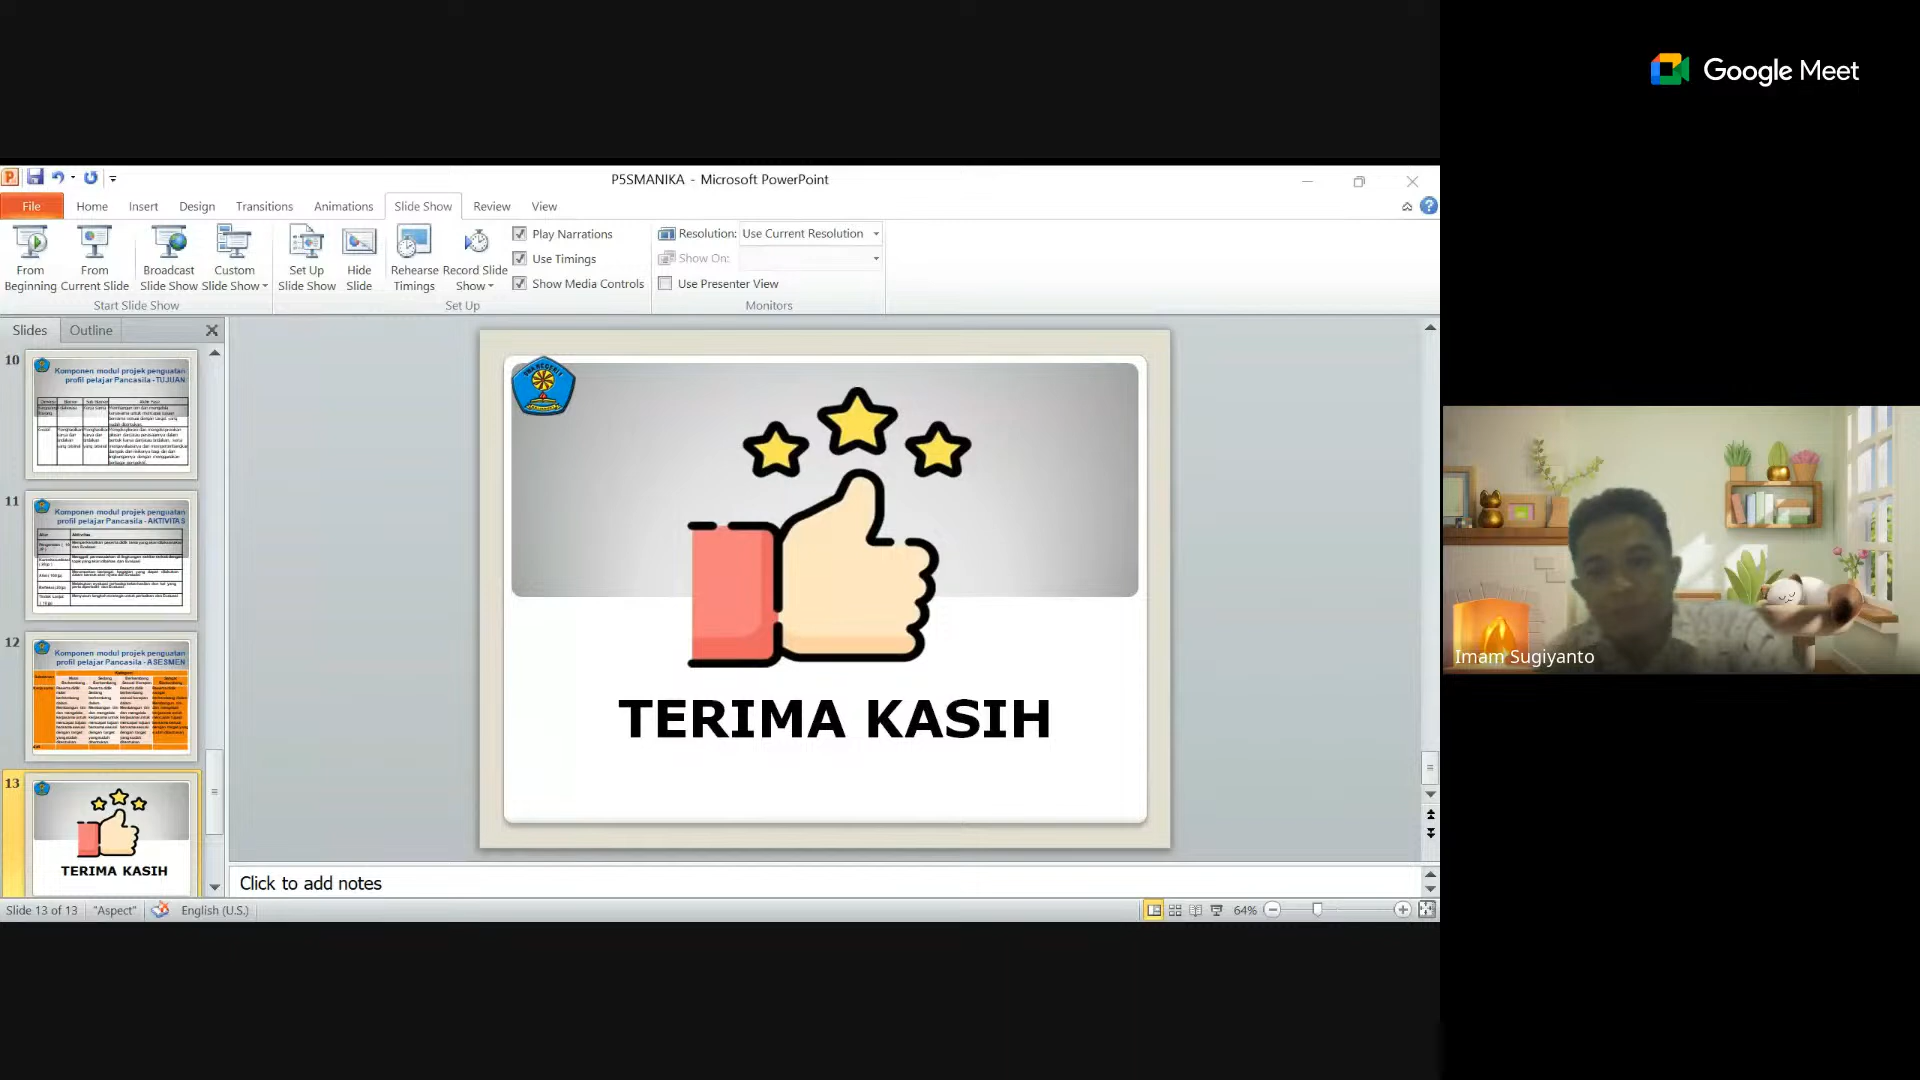 Google Meet
P5SMANIKA - Microsoft PowerPoint
File Home Insert Design Transitions Animations Slide Show Review View
From Beginning
From Current Slide
Broadcast Slide Show
Custom Slide Show
Start Slide Show
Set Up Slide Show
Hide Slide
Rehearse Timings
Record Slide Show
Play Narrations
Use Timings
Show Media Controls
Set Up
Resolution: Use Current Resolution
Show On:
Use Presenter View
Monitors
Slides Outline
10
Komponen modul projek penguatan
profil pelajar Pancasila - TUJUAN
11
Komponen modul projek penguatan
profil pelajar Pancasila - AKTIVITAS
12
Komponen modul projek penguatan
profil pelajar Pancasila - ASESMEN
13
TERIMA KASIH
TERIMA KASIH
Click to add notes
Slide 13 of 13 "Aspect" English (U.S.) 64%
Imam Sugiyanto